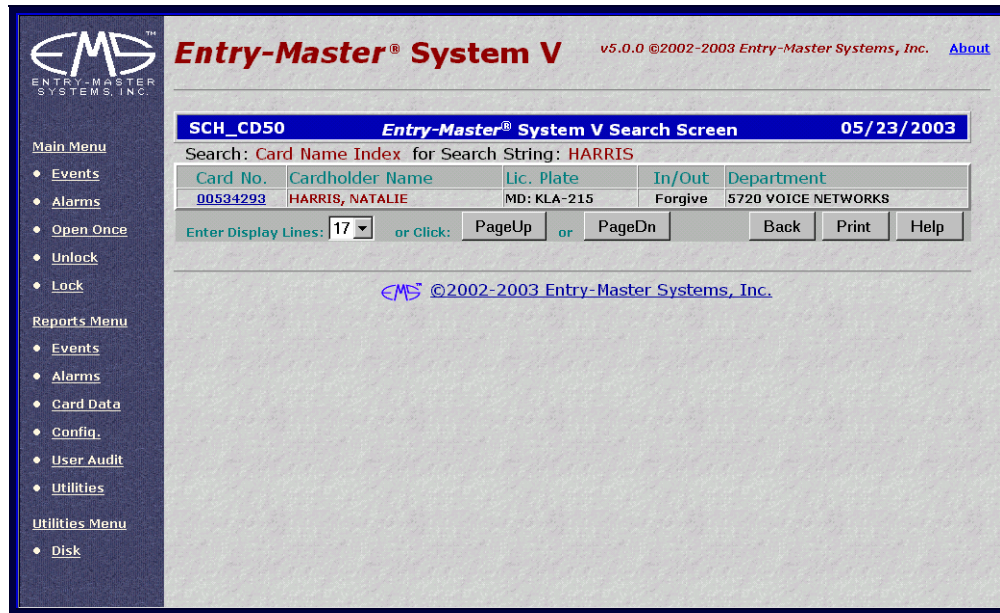 EMS™
ENTRY-MASTER
SYSTEMS, INC.
Main Menu
Events
Alarms
Open Once
Unlock
Lock
Reports Menu
Events
Alarms
Card Data
Config.
User Audit
Utilities
Utilities Menu
Disk
Entry-Master® System V v5.0.0 ©2002-2003 Entry-Master Systems, Inc. About
SCH_CD50 Entry-Master® System V Search Screen 05/23/2003
Search: Card Name Index for Search String: HARRIS
Card No. Cardholder Name Lic. Plate In/Out Department
00534293 HARRIS, NATALIE MD: KLA-215 Forgive 5720 VOICE NETWORKS
Enter Display Lines: 17 or Click: PageUp or PageDn Back Print Help
EMS ©2002-2003 Entry-Master Systems, Inc.